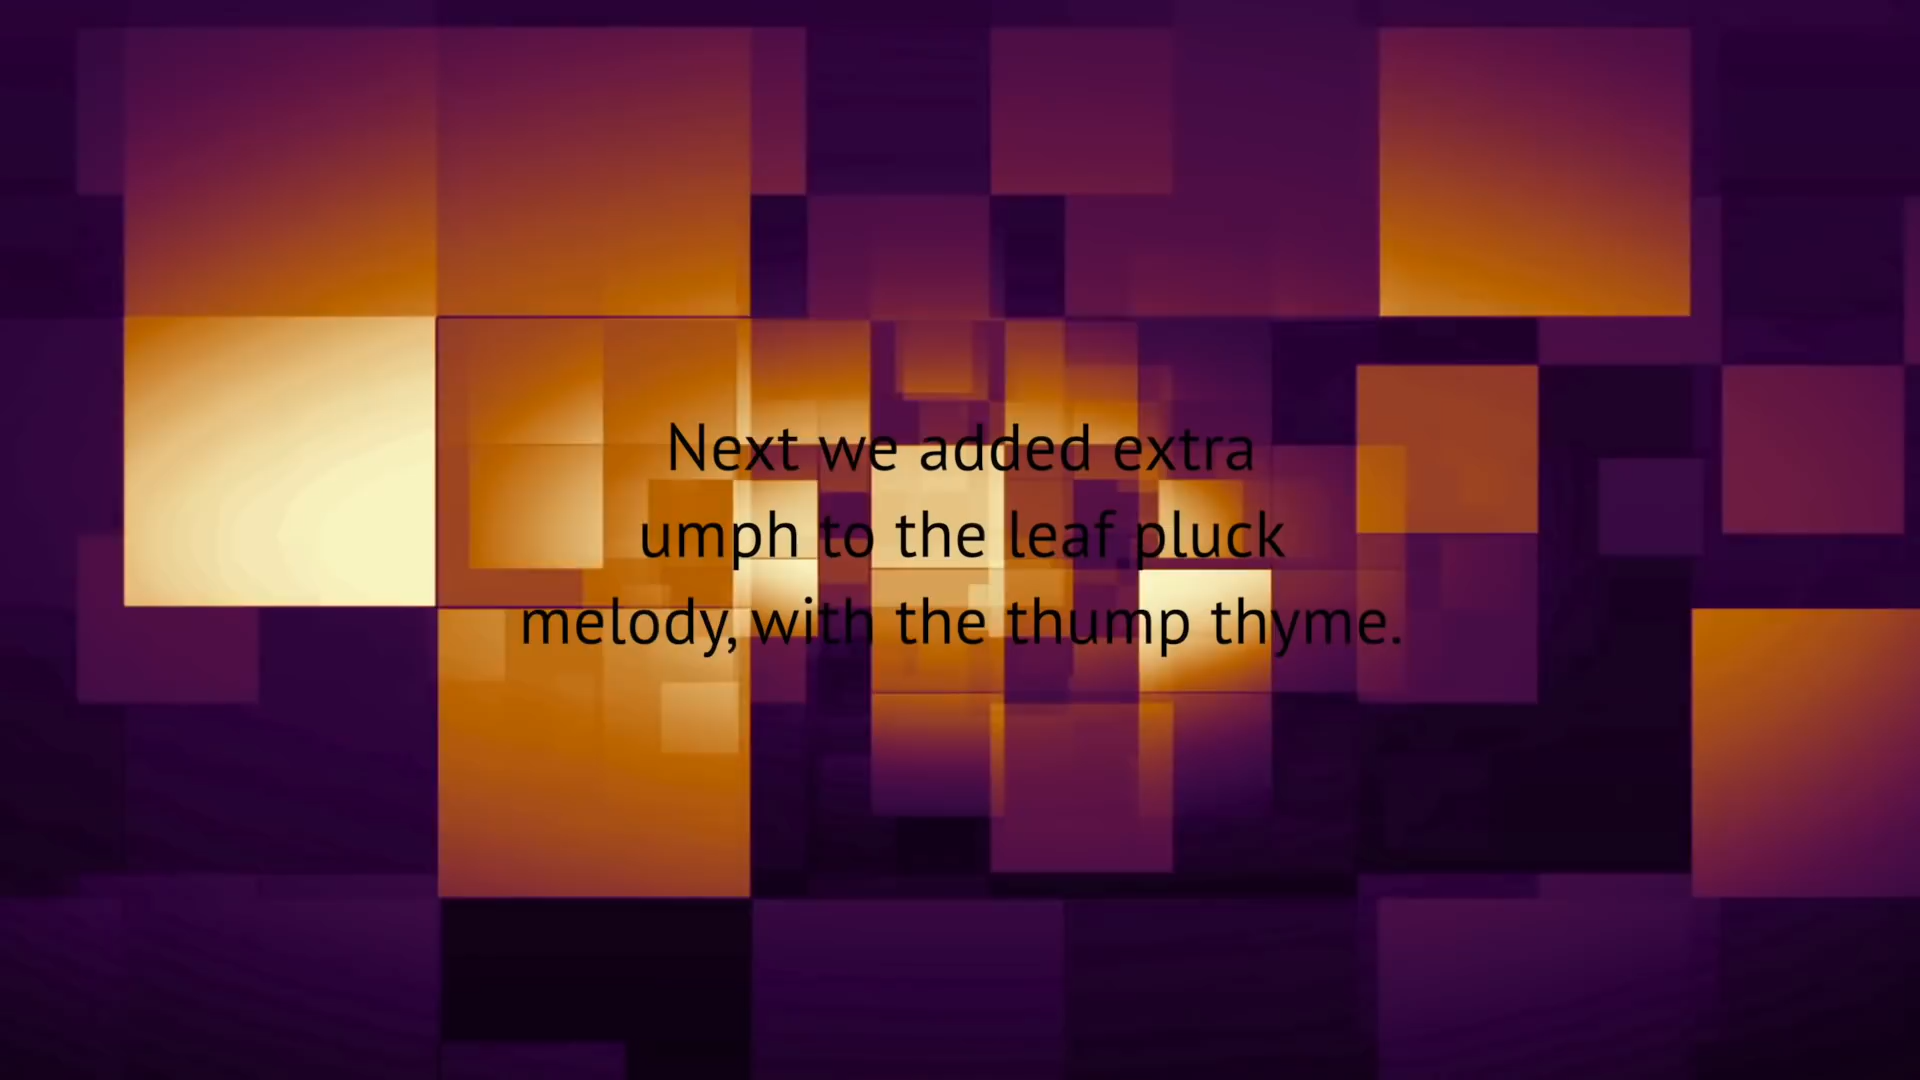 Next we added extra
umph to the leaf pluck
melody, with the thump thyme.